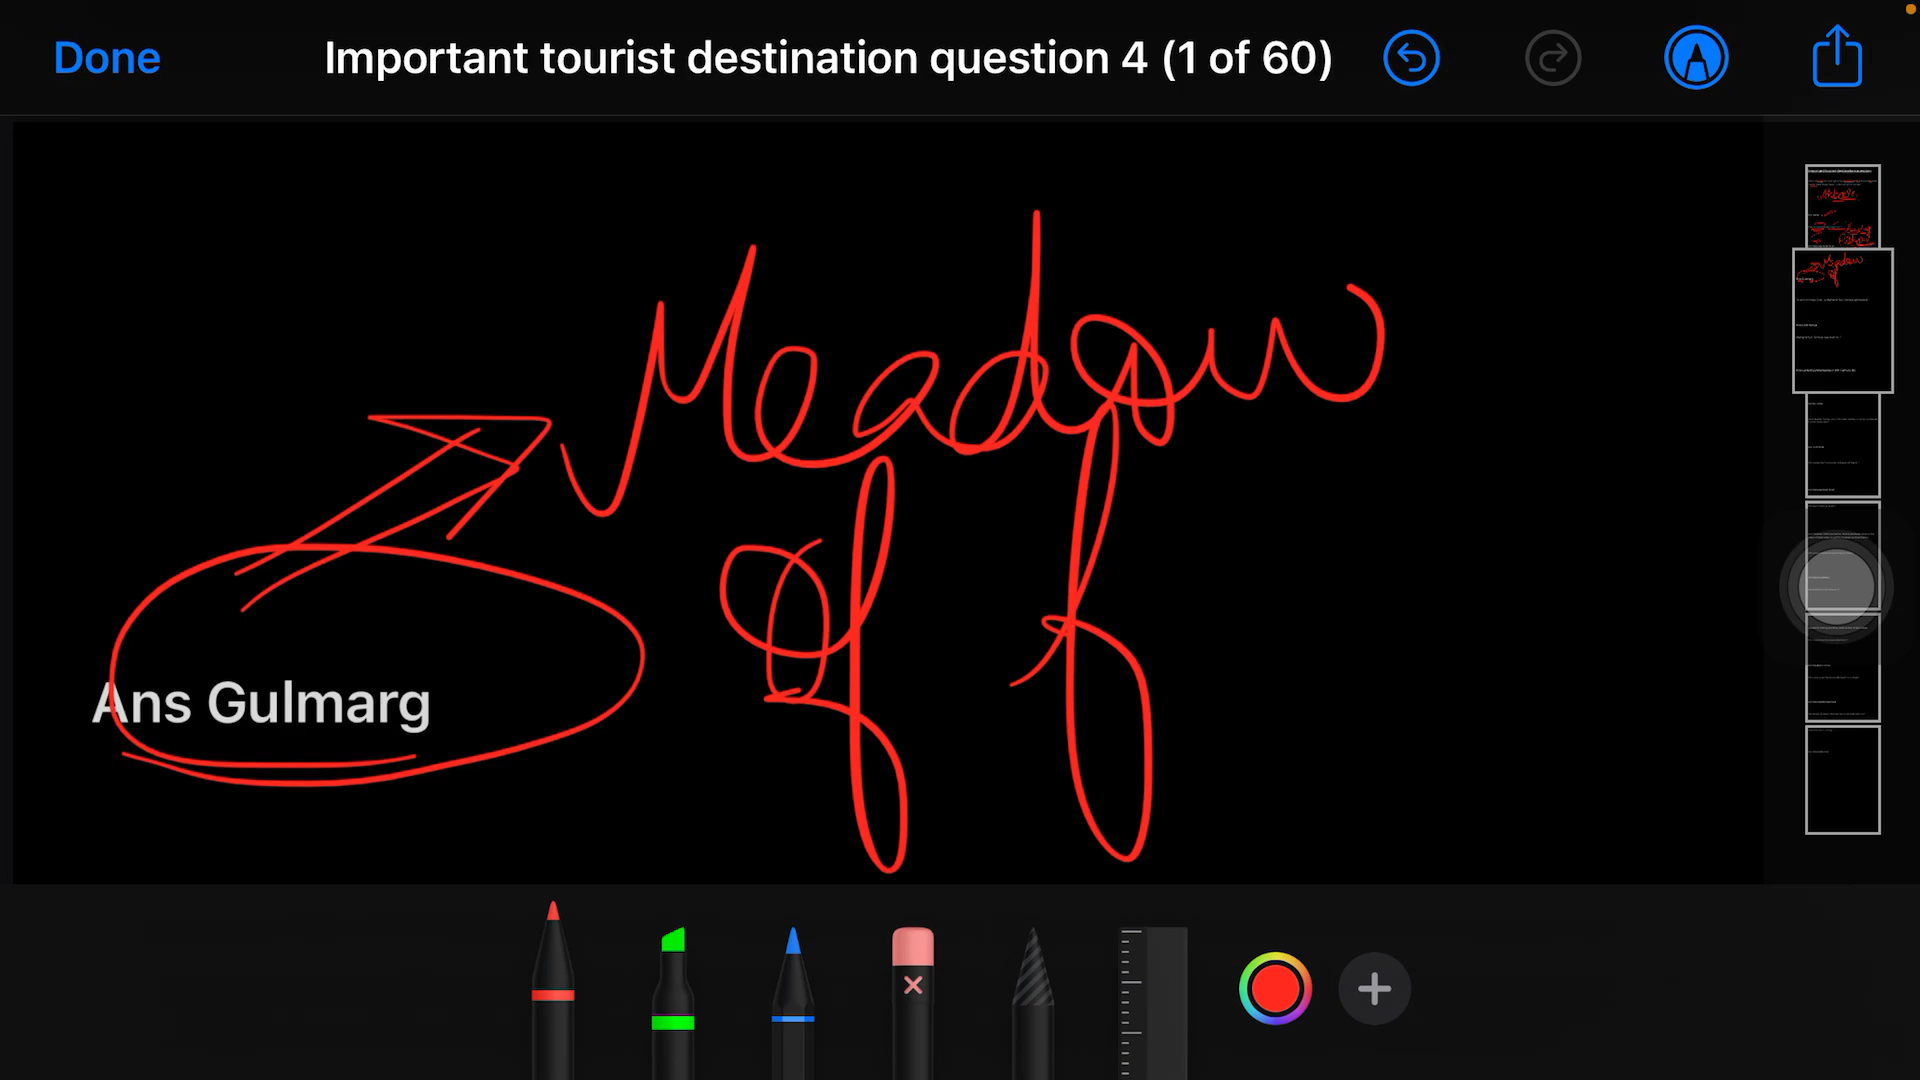 Done
Important tourist destination question 4 (1 of 60)
Meadow
of f
Ans Gulmarg